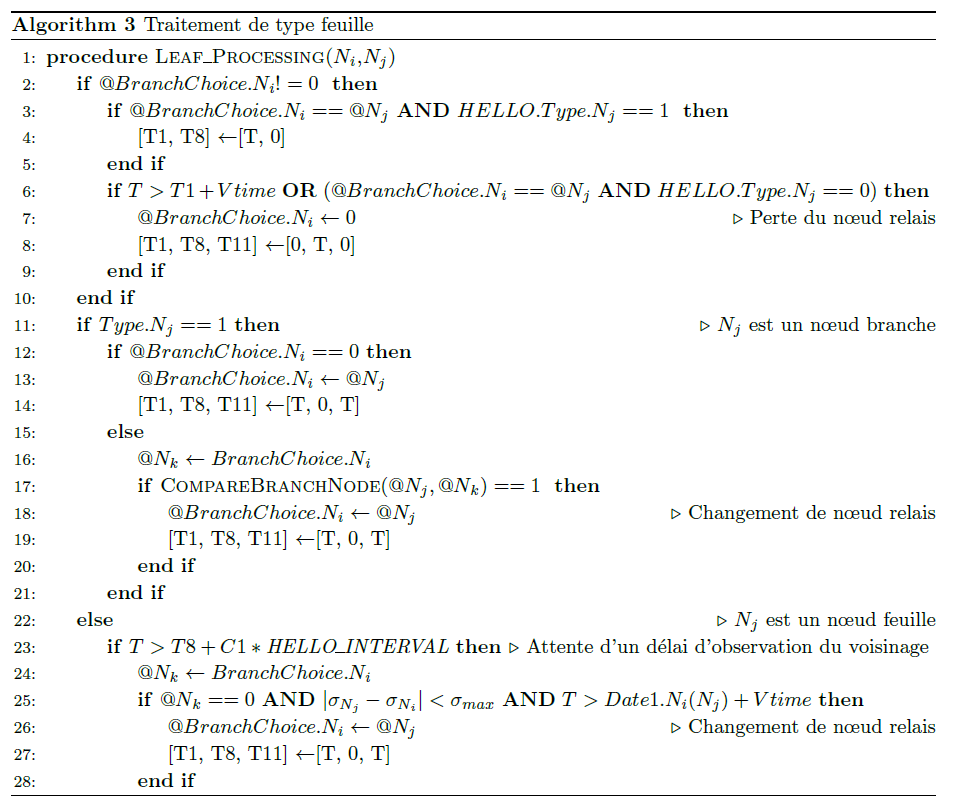 Algorithm 3 Traitement de type feuille
1: procedure LEAF_PROCESSING(N_i,N_j)
2: if @BranchChoice.N_i! = 0 then
3: if @BranchChoice.N_i == @N_j AND HELLO.Type.N_j == 1 then
4: [T1, T8] ←[T, 0]
5: end if
6: if T > T1 + Vtime OR (@BranchChoice.N_i == @N_j AND HELLO.Type.N_j == 0) then
7: @BranchChoice.N_i ← 0 ▷ Perte du nœud relais
8: [T1, T8, T11] ←[0, T, 0]
9: end if
10: end if
11: if Type.N_j == 1 then ▷ N_j est un nœud branche
12: if @BranchChoice.N_i == 0 then
13: @BranchChoice.N_i ← @N_j
14: [T1, T8, T11] ←[T, 0, T]
15: else
16: @N_k ← BranchChoice.N_i
17: if COMPAREBRANCHNODE(@N_j, @N_k) == 1 then
18: @BranchChoice.N_i ← @N_j ▷ Changement de nœud relais
19: [T1, T8, T11] ←[T, 0, T]
20: end if
21: end if
22: else ▷ N_j est un nœud feuille
23: if T > T8 + C1 * HELLO_INTERVAL then ▷ Attente d'un délai d'observation du voisinage
24: @N_k ← BranchChoice.N_i
25: if @N_k == 0 AND |σ_{N_j} − σ_{N_i}| < σ_{max} AND T > Date1.N_i(N_j) + Vtime then
26: @BranchChoice.N_i ← @N_j ▷ Changement de nœud relais
27: [T1, T8, T11] ←[T, 0, T]
28: end if